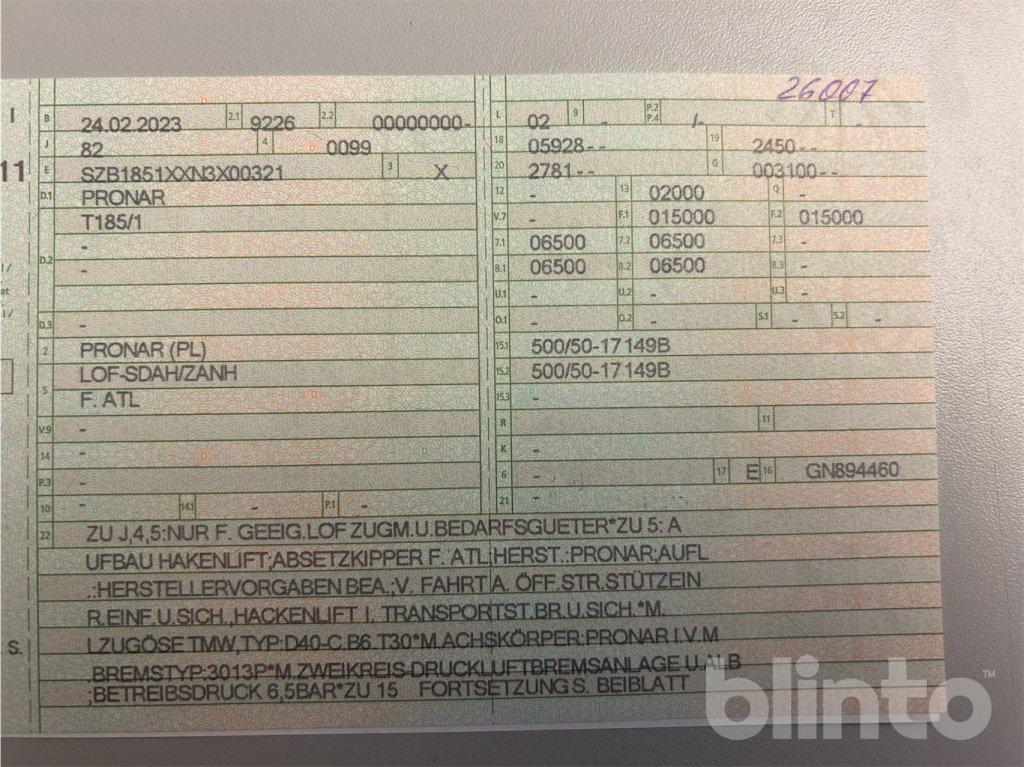 26007
I
B 24.02.2023 2.1 9226 2.2 00000000-
L 02 9 - P.2 P.4 /- T -
J 82 4 0099
18 05928-- 19 2450--
11
E SZB1851XXN3X00321 3 X
20 2781-- G 003100--
D.1 PRONAR
12 - 13 02000 Q -
T185/1
V.7 - F.1 015000 F.2 015000
D.2 -
7.1 06500 7.2 06500 7.3 -
-
8.1 06500 8.2 06500 8.3 -
U.1 - U.2 - U.3 -
D.3 -
O.1 - O.2 - S.1 - S.2 -
2 PRONAR (PL)
15.1 500/50-17 149B
LOF-SDAH/ZANH
15.2 500/50-17 149B
5 F. ATL
15.3 -
V.9 -
R - 11
14 -
K -
P.3 -
6 - 17 E 16 GN894460
10 - 14.1 - P.1 -
21 -
22 ZU J,4,5:NUR F. GEEIG.LOF ZUGM.U.BEDARFSGUETER*ZU 5: A
UFBAU HAKENLIFT;ABSETZKIPPER F. ATL;HERST.:PRONAR;AUFL
.:HERSTELLERVORGABEN BEA.;V. FAHRT A. ÖFF.STR.STÜTZEIN
R.EINF.U.SICH.,HACKENLIFT I. TRANSPORTST.BR.U.SICH.*M.
S.
LZUGÖSE TMW,TYP:D40-C.B6.T30*M.ACHSKÖRPER:PRONAR I.V.M
.BREMSTYP:3013P*M.ZWEIKREIS-DRUCKLUFTBREMSANLAGE U.ALB
;BETREIBSDRUCK 6,5BAR*ZU 15 FORTSETZUNG S. BEIBLATT
blinto™